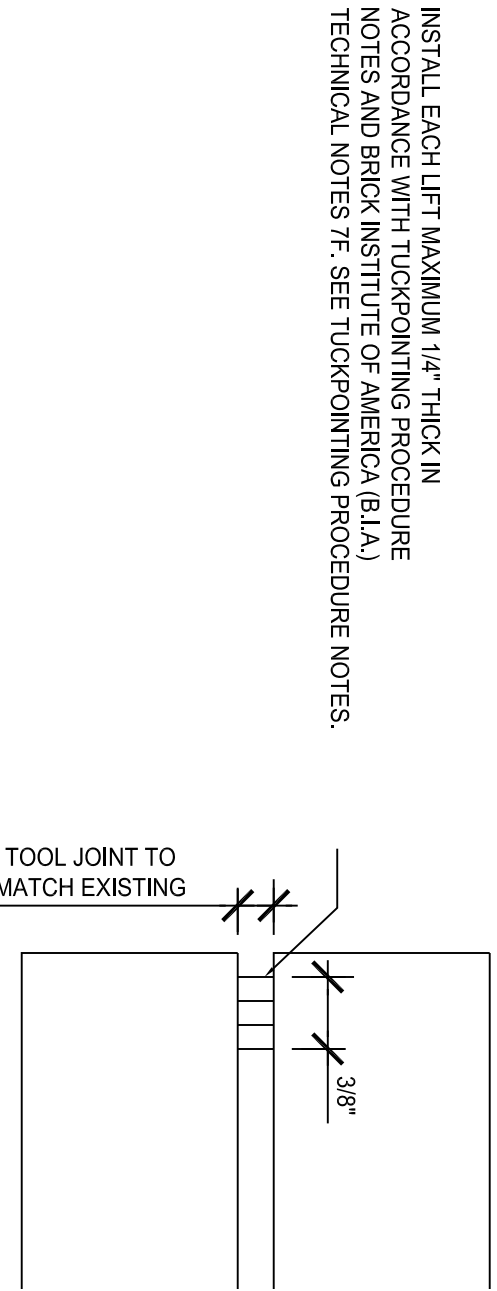 INSTALL EACH LIFT MAXIMUM 1/4" THICK IN
ACCORDANCE WITH TUCKPOINTING PROCEDURE
NOTES AND BRICK INSTITUTE OF AMERICA (B.I.A.)
TECHNICAL NOTES 7F. SEE TUCKPOINTING PROCEDURE NOTES.
TOOL JOINT TO
MATCH EXISTING
3/8"